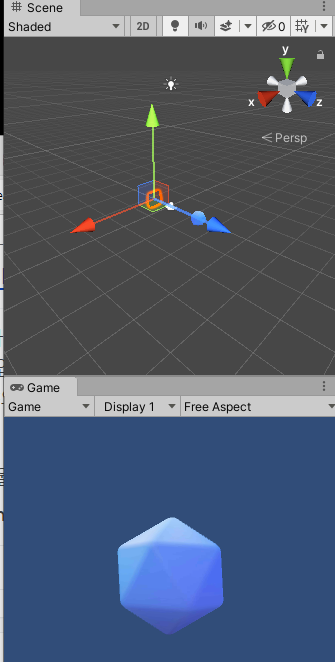 Scene
Shaded
2D
0
y
x
z
Persp
Game
Game
Display 1
Free Aspect